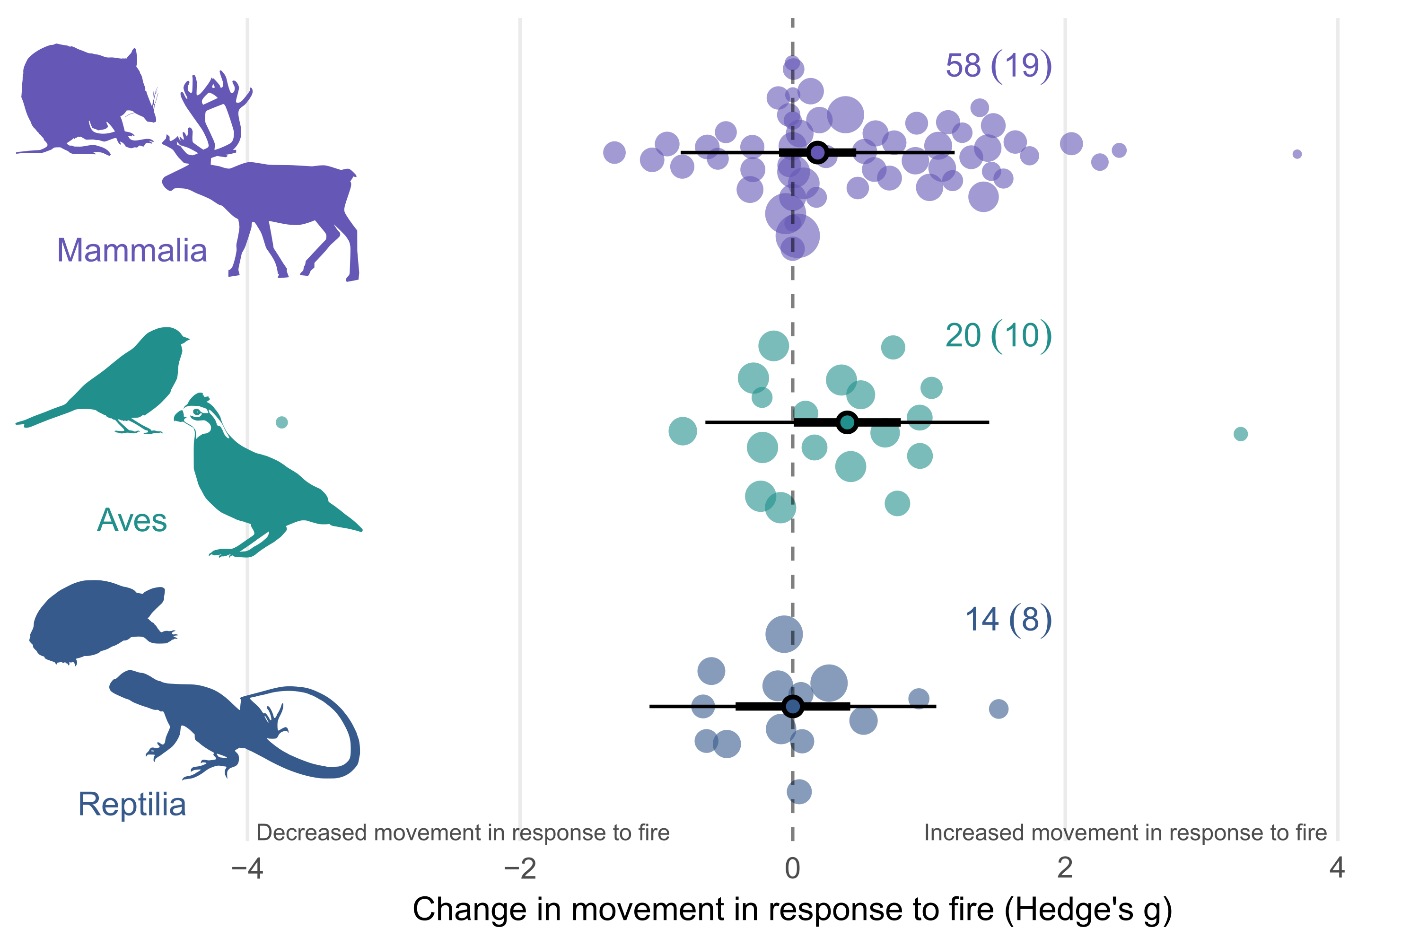 58 (19)
Mammalia
20 (10)
Aves
14 (8)
Reptilia
Decreased movement in response to fire
Increased movement in response to fire
−4
−2
0
2
4
Change in movement in response to fire (Hedge's g)